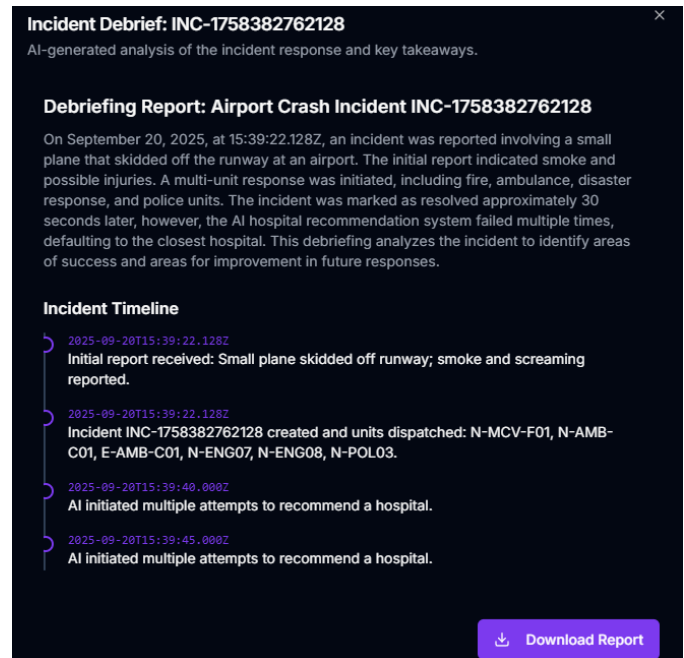 Incident Debrief: INC-1758382762128
AI-generated analysis of the incident response and key takeaways.
Debriefing Report: Airport Crash Incident INC-1758382762128
On September 20, 2025, at 15:39:22.128Z, an incident was reported involving a small
plane that skidded off the runway at an airport. The initial report indicated smoke and
possible injuries. A multi-unit response was initiated, including fire, ambulance, disaster
response, and police units. The incident was marked as resolved approximately 30
seconds later, however, the AI hospital recommendation system failed multiple times,
defaulting to the closest hospital. This debriefing analyzes the incident to identify areas
of success and areas for improvement in future responses.
Incident Timeline
2025-09-20T15:39:22.128Z
Initial report received: Small plane skidded off runway; smoke and screaming
reported.
2025-09-20T15:39:22.128Z
Incident INC-1758382762128 created and units dispatched: N-MCV-F01, N-AMB-
C01, E-AMB-C01, N-ENG07, N-ENG08, N-POL03.
2025-09-20T15:39:40.000Z
AI initiated multiple attempts to recommend a hospital.
2025-09-20T15:39:45.000Z
AI initiated multiple attempts to recommend a hospital.
Download Report